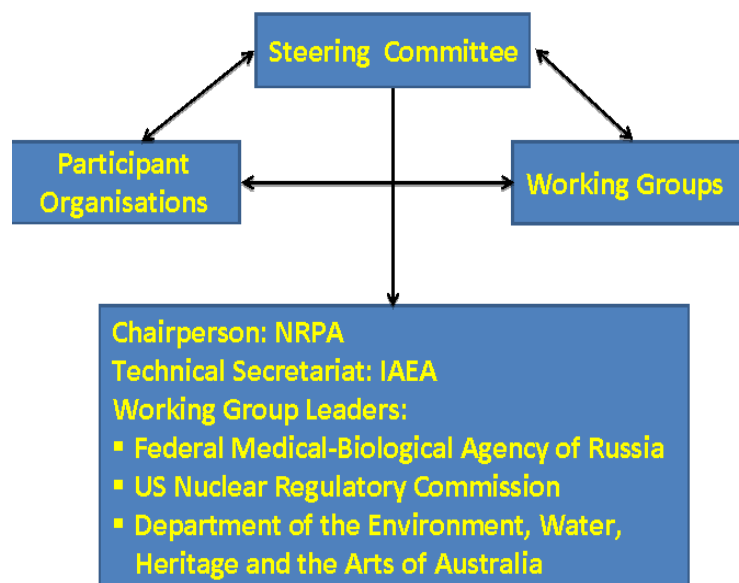 Steering Committee
Participant
Organisations
Working Groups
Chairperson: NRPA
Technical Secretariat: IAEA
Working Group Leaders:
▪ Federal Medical-Biological Agency of Russia
▪ US Nuclear Regulatory Commission
▪ Department of the Environment, Water,
Heritage and the Arts of Australia